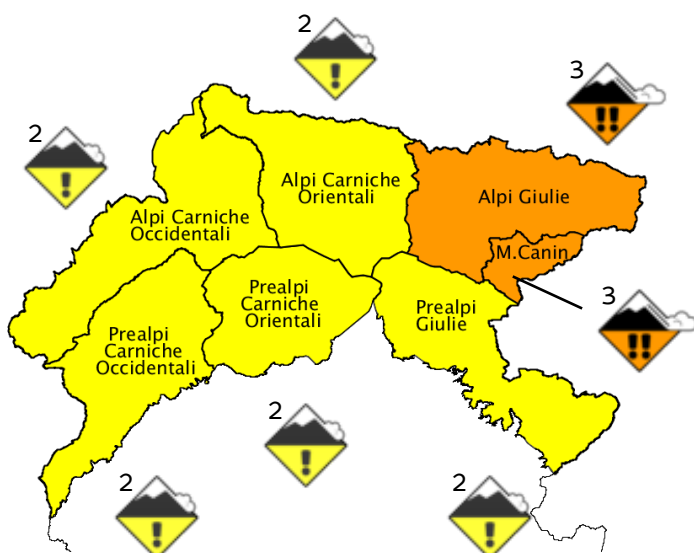 2
3
2
Alpi Carniche
Orientali
Alpi Giulie
Alpi Carniche
Occidentali
M.Canin
Prealpi
Carniche
Orientali
3
Prealpi
Giulie
Prealpi
Carniche
Occidentali
2
2
2